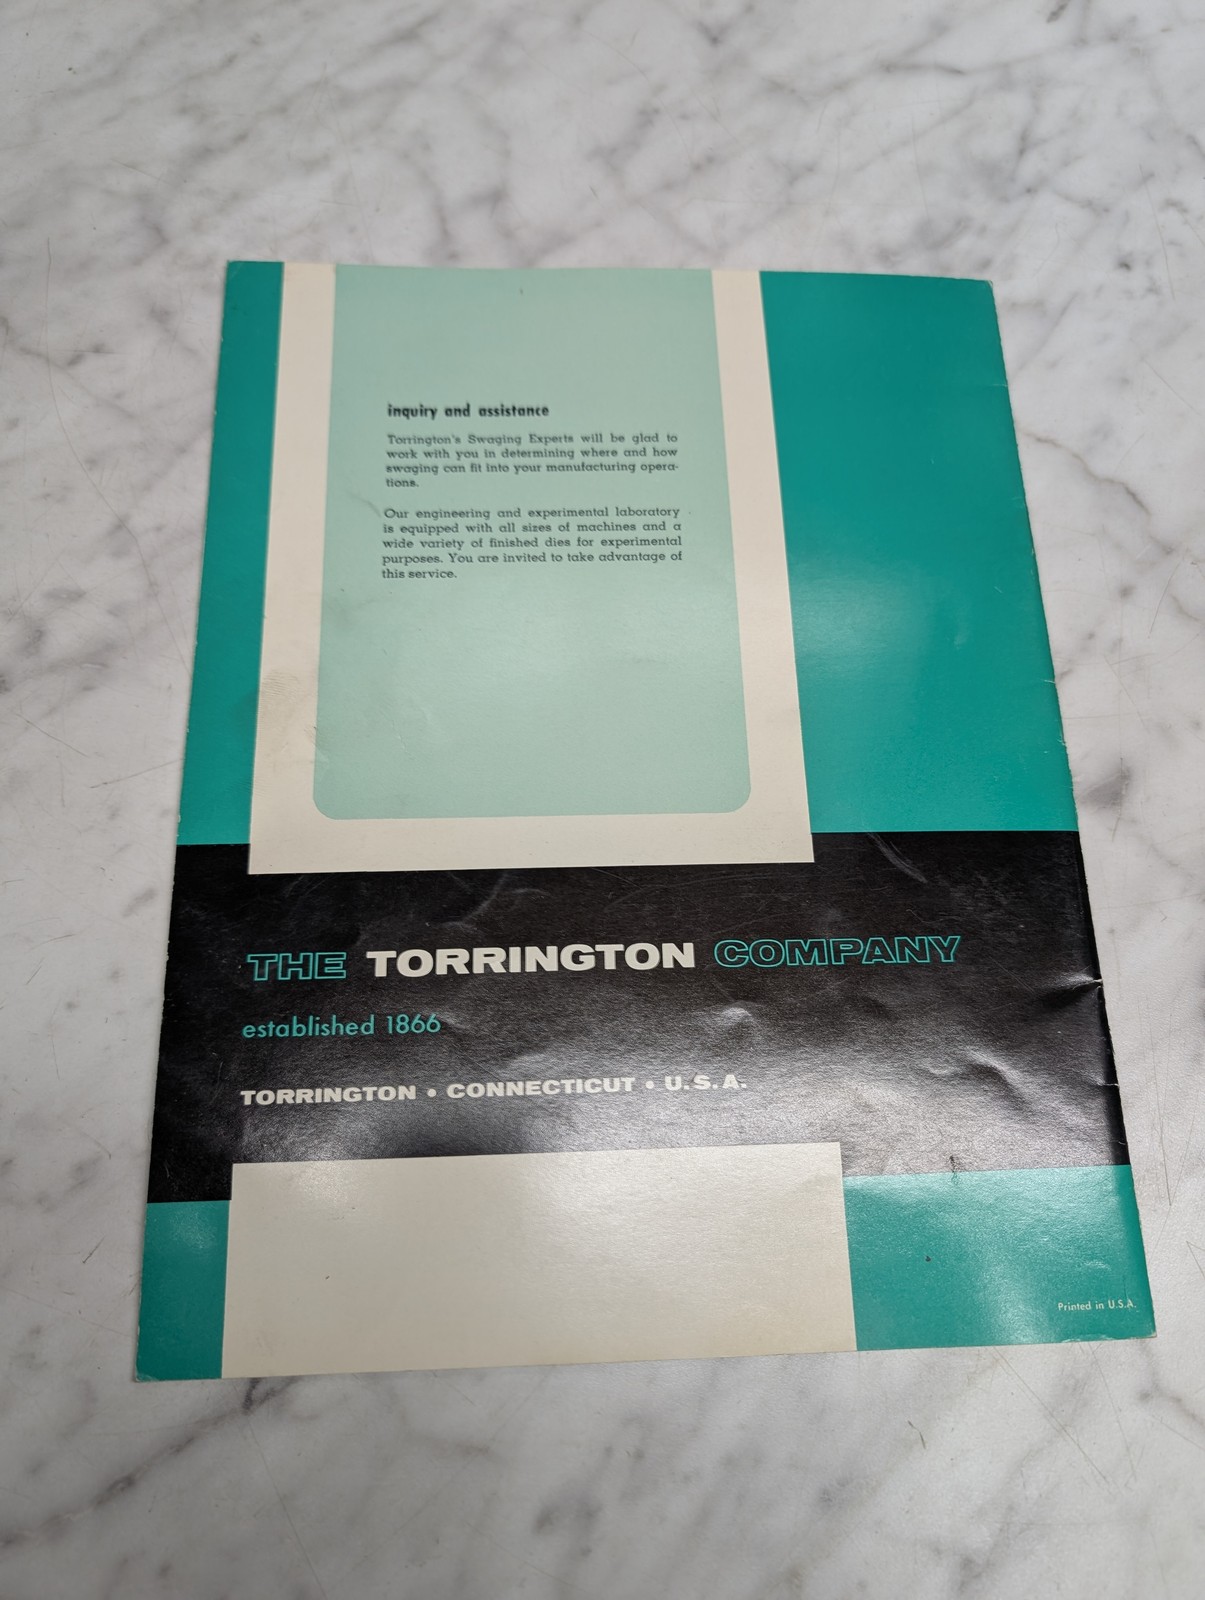 inquiry and assistance
Torrington's Swaging Experts will be glad to
work with you in determining where and how
swaging can fit into your manufacturing opera-
tions.
Our engineering and experimental laboratory
is equipped with all sizes of machines and a
wide variety of finished dies for experimental
purposes. You are invited to take advantage of
this service.
THE TORRINGTON COMPANY
established 1866
TORRINGTON • CONNECTICUT • U.S.A.
Printed in U.S.A.